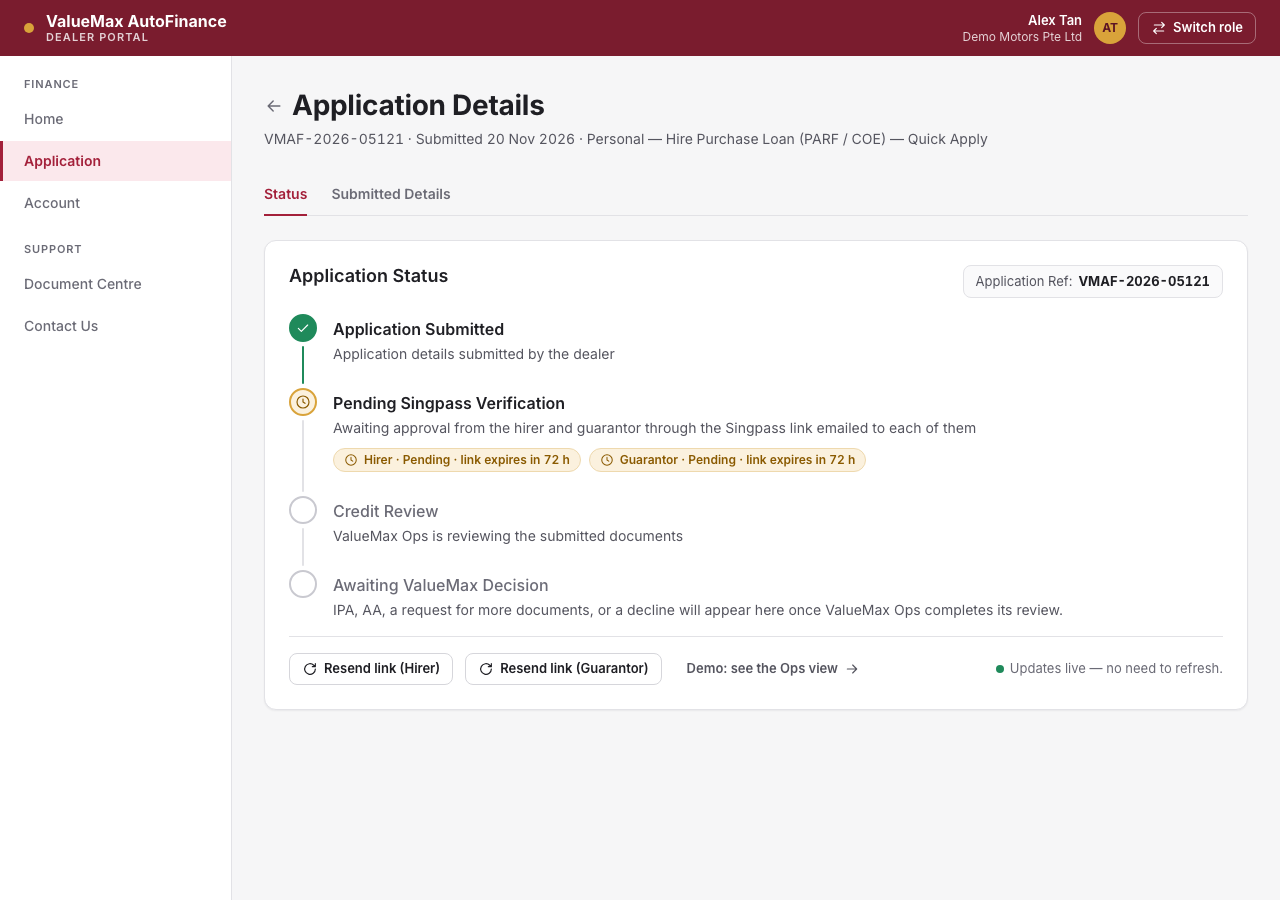 ValueMax AutoFinance
DEALER PORTAL
Alex Tan
Demo Motors Pte Ltd
AT
Switch role
FINANCE
Home
Application
Account
SUPPORT
Document Centre
Contact Us
Application Details
VMAF-2026-05121 · Submitted 20 Nov 2026 · Personal — Hire Purchase Loan (PARF / COE) — Quick Apply
Status
Submitted Details
Application Status
Application Ref: VMAF-2026-05121
Application Submitted
Application details submitted by the dealer
Pending Singpass Verification
Awaiting approval from the hirer and guarantor through the Singpass link emailed to each of them
Hirer · Pending · link expires in 72 h
Guarantor · Pending · link expires in 72 h
Credit Review
ValueMax Ops is reviewing the submitted documents
Awaiting ValueMax Decision
IPA, AA, a request for more documents, or a decline will appear here once ValueMax Ops completes its review.
Resend link (Hirer)
Resend link (Guarantor)
Demo: see the Ops view →
Updates live — no need to refresh.